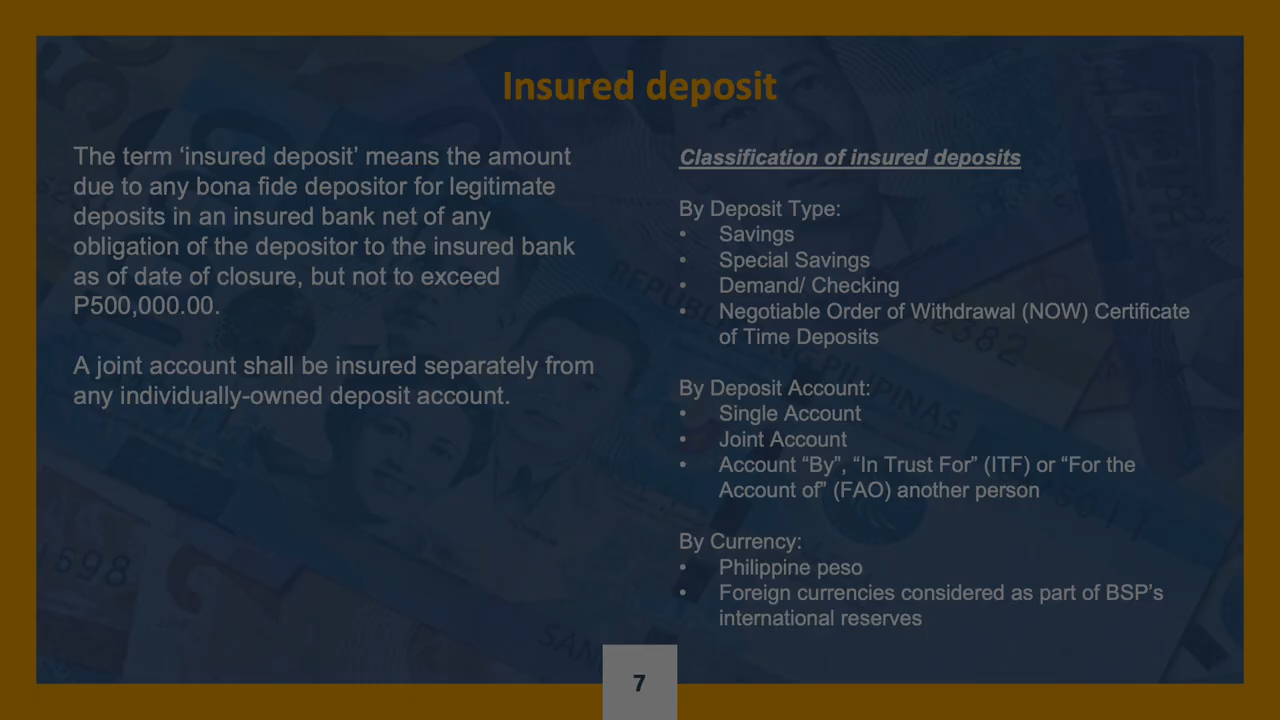 Insured deposit
The term ‘insured deposit’ means the amount
due to any bona fide depositor for legitimate
deposits in an insured bank net of any
obligation of the depositor to the insured bank
as of date of closure, but not to exceed
P500,000.00.
A joint account shall be insured separately from
any individually-owned deposit account.
Classification of insured deposits
By Deposit Type:
• Savings
• Special Savings
• Demand/ Checking
• Negotiable Order of Withdrawal (NOW) Certificate
of Time Deposits
By Deposit Account:
• Single Account
• Joint Account
• Account “By”, “In Trust For” (ITF) or “For the
Account of” (FAO) another person
By Currency:
• Philippine peso
• Foreign currencies considered as part of BSP’s
international reserves
7